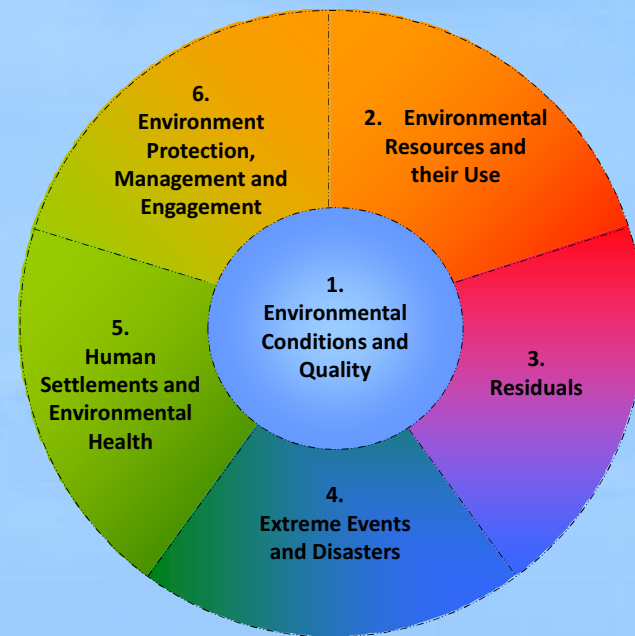 1.
Environmental
Conditions and
Quality
2. Environmental
Resources and
their Use
3.
Residuals
4.
Extreme Events
and Disasters
5.
Human
Settlements and
Environmental
Health
6.
Environment
Protection,
Management and
Engagement